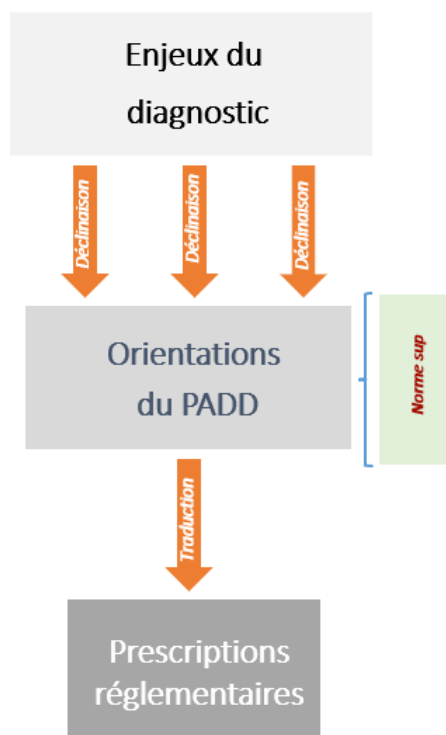 Enjeux du
diagnostic
Déclinaison
Déclinaison
Déclinaison
Orientations
du PADD
Norme sup
Traduction
Prescriptions
réglementaires